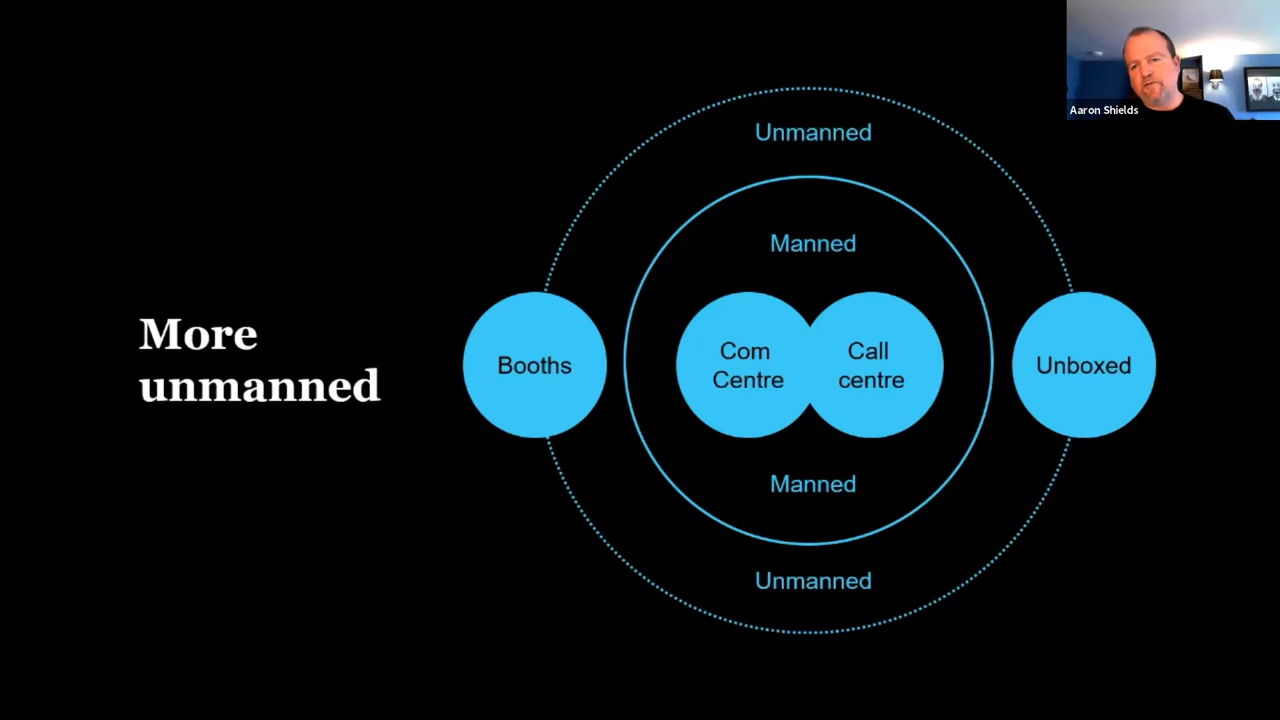 Aaron Shields
More
unmanned
Unmanned
Manned
Booths
Com
Centre
Call
centre
Unboxed
Manned
Unmanned